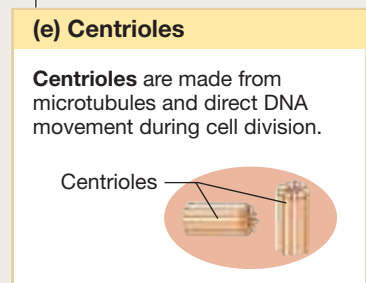 (e) Centrioles
Centrioles are made from
microtubules and direct DNA
movement during cell division.
Centrioles